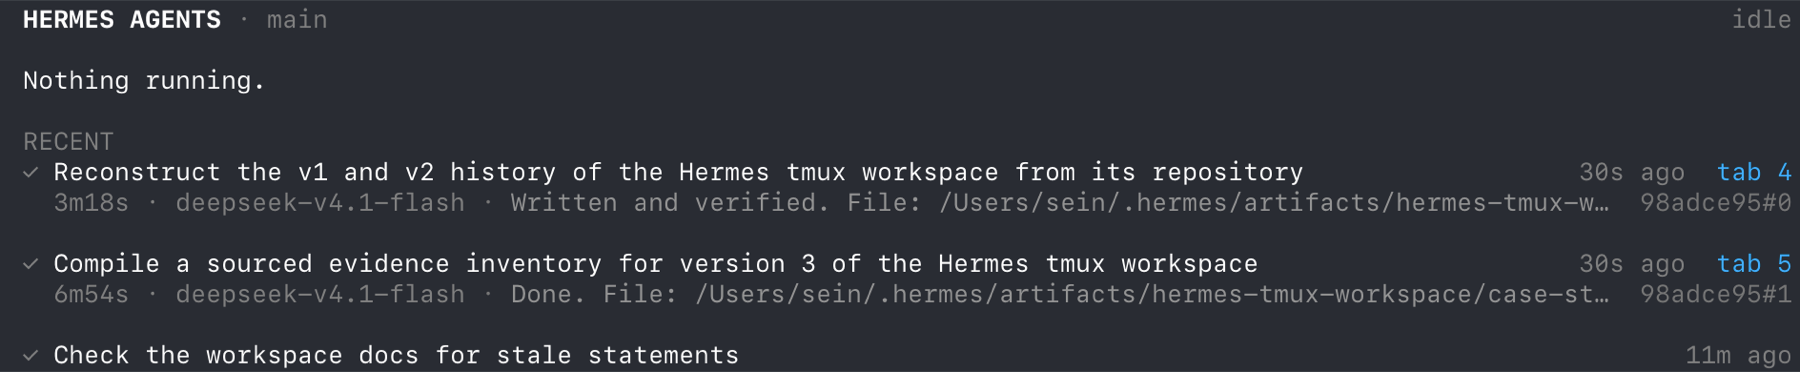 HERMES AGENTS · main idle
Nothing running.
RECENT
✓ Reconstruct the v1 and v2 history of the Hermes tmux workspace from its repository 30s ago tab 4
3m18s · deepseek-v4.1-flash · Written and verified. File: /Users/sein/.hermes/artifacts/hermes-tmux-w… 98adce95#0
✓ Compile a sourced evidence inventory for version 3 of the Hermes tmux workspace 30s ago tab 5
6m54s · deepseek-v4.1-flash · Done. File: /Users/sein/.hermes/artifacts/hermes-tmux-workspace/case-st… 98adce95#1
✓ Check the workspace docs for stale statements 11m ago